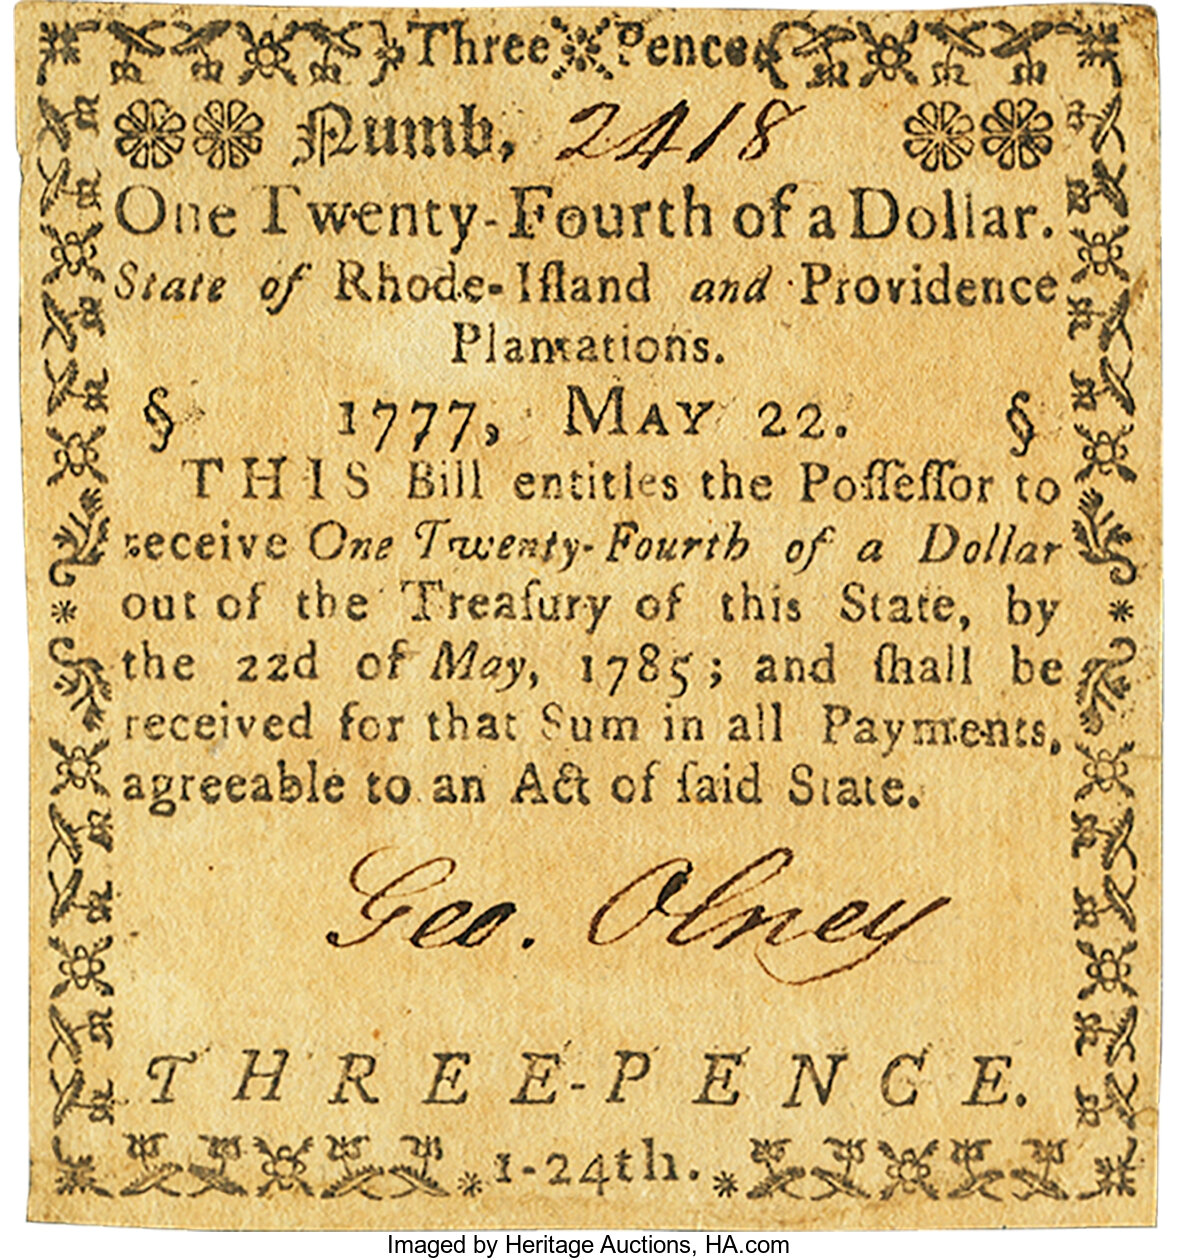 Three Pence
Numb, 2418
One Twenty-Fourth of a Dollar.
State of Rhode-Iſland and Providence
Plantations.
§ 1777, MAY 22. §
THIS Bill entitles the Poſſeſſor to
receive One Twenty-Fourth of a Dollar
out of the Treaſury of this State, by
the 22d of May, 1785; and ſhall be
received for that Sum in all Payments,
agreeable to an Act of ſaid State.
Geo. Olney
THREE-PENCE.
*1-24th.*
Imaged by Heritage Auctions, HA.com